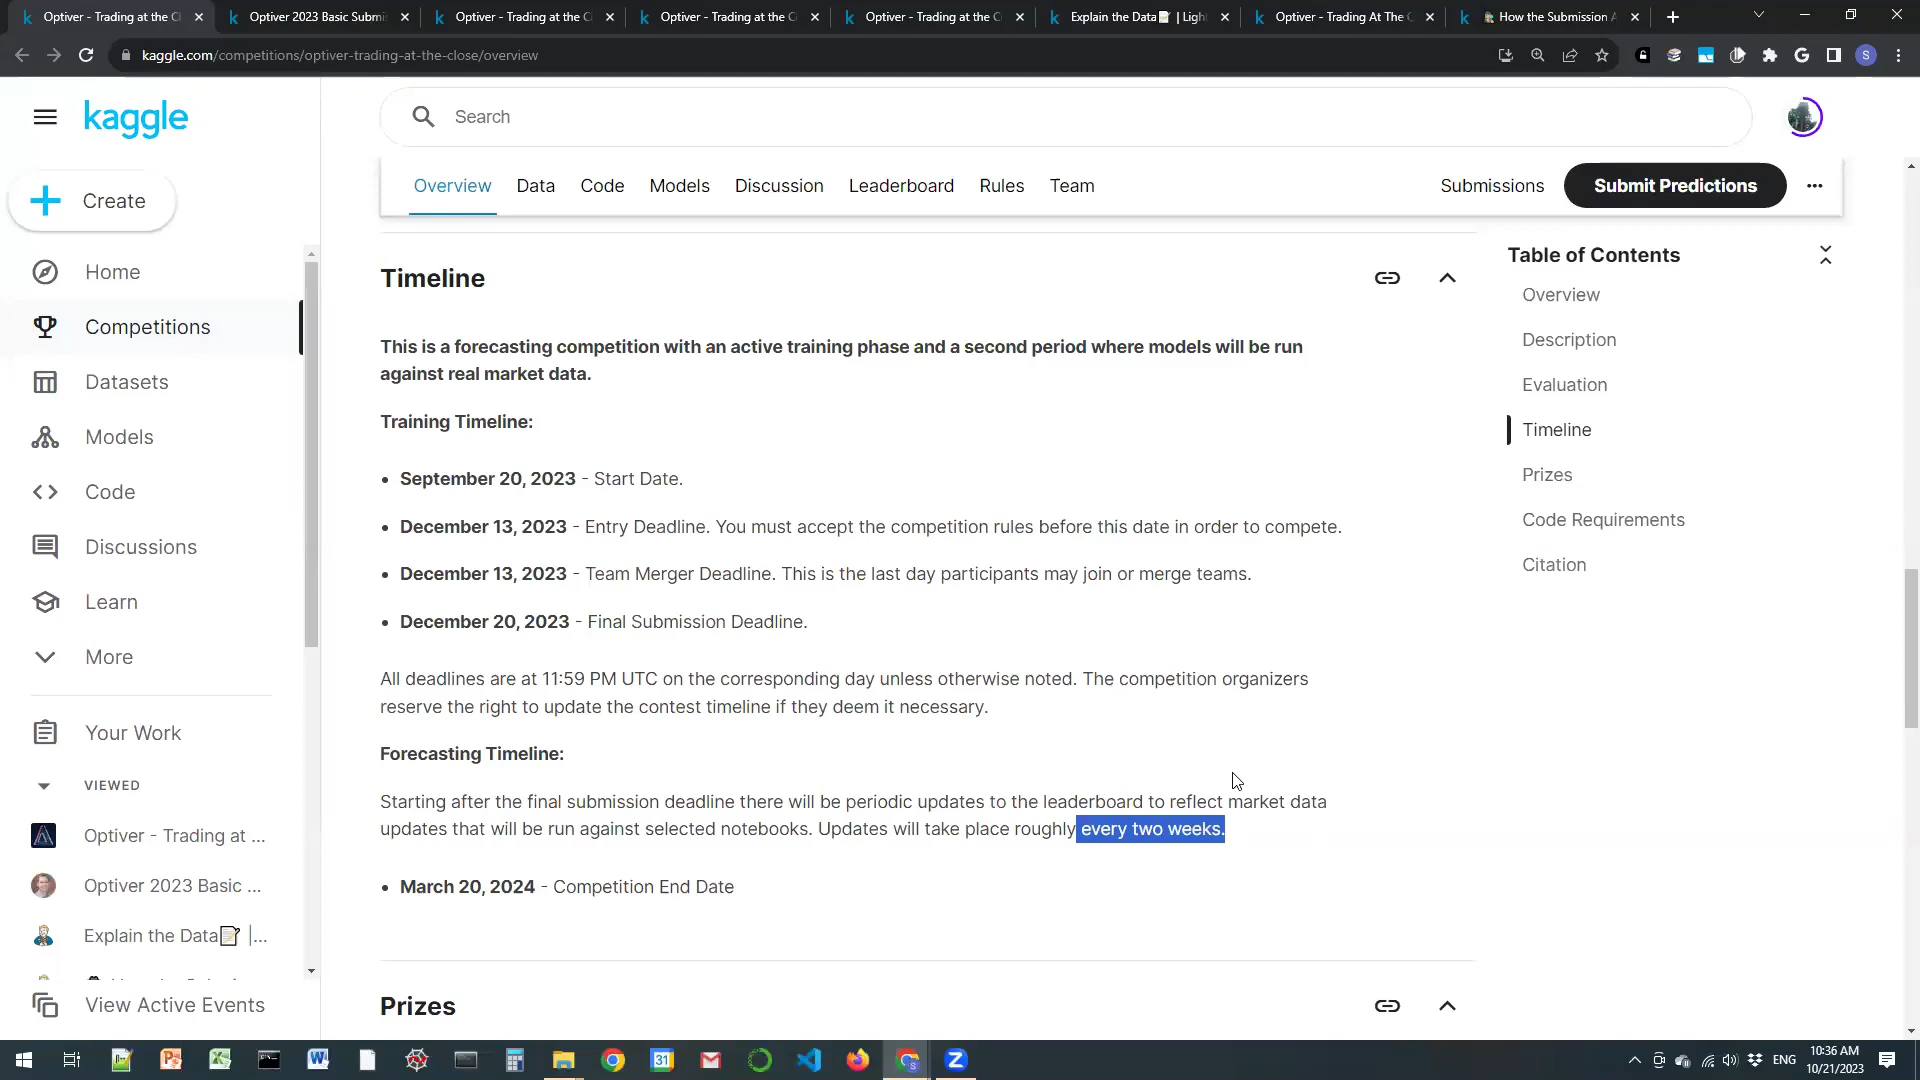 Optiver - Trading at the Cl
Optiver 2023 Basic Submis
Optiver - Trading at the C
Optiver - Trading at the C
Optiver - Trading at the C
Explain the Data📝 | Ligh
Optiver - Trading At The C
How the Submission A
kaggle.com/competitions/optiver-trading-at-the-close/overview
S
kaggle
Search
Create
Overview
Data
Code
Models
Discussion
Leaderboard
Rules
Team
Submissions
Submit Predictions
Home
Competitions
Datasets
Models
Code
Discussions
Learn
More
Your Work
VIEWED
Optiver - Trading at ...
Optiver 2023 Basic ...
Explain the Data📝 |...
View Active Events
Timeline
This is a forecasting competition with an active training phase and a second period where models will be run
against real market data.
Training Timeline:
• September 20, 2023 - Start Date.
• December 13, 2023 - Entry Deadline. You must accept the competition rules before this date in order to compete.
• December 13, 2023 - Team Merger Deadline. This is the last day participants may join or merge teams.
• December 20, 2023 - Final Submission Deadline.
All deadlines are at 11:59 PM UTC on the corresponding day unless otherwise noted. The competition organizers
reserve the right to update the contest timeline if they deem it necessary.
Forecasting Timeline:
Starting after the final submission deadline there will be periodic updates to the leaderboard to reflect market data
updates that will be run against selected notebooks. Updates will take place roughly every two weeks.
• March 20, 2024 - Competition End Date
Prizes
Table of Contents
Overview
Description
Evaluation
Timeline
Prizes
Code Requirements
Citation
ENG
10:36 AM
10/21/2023